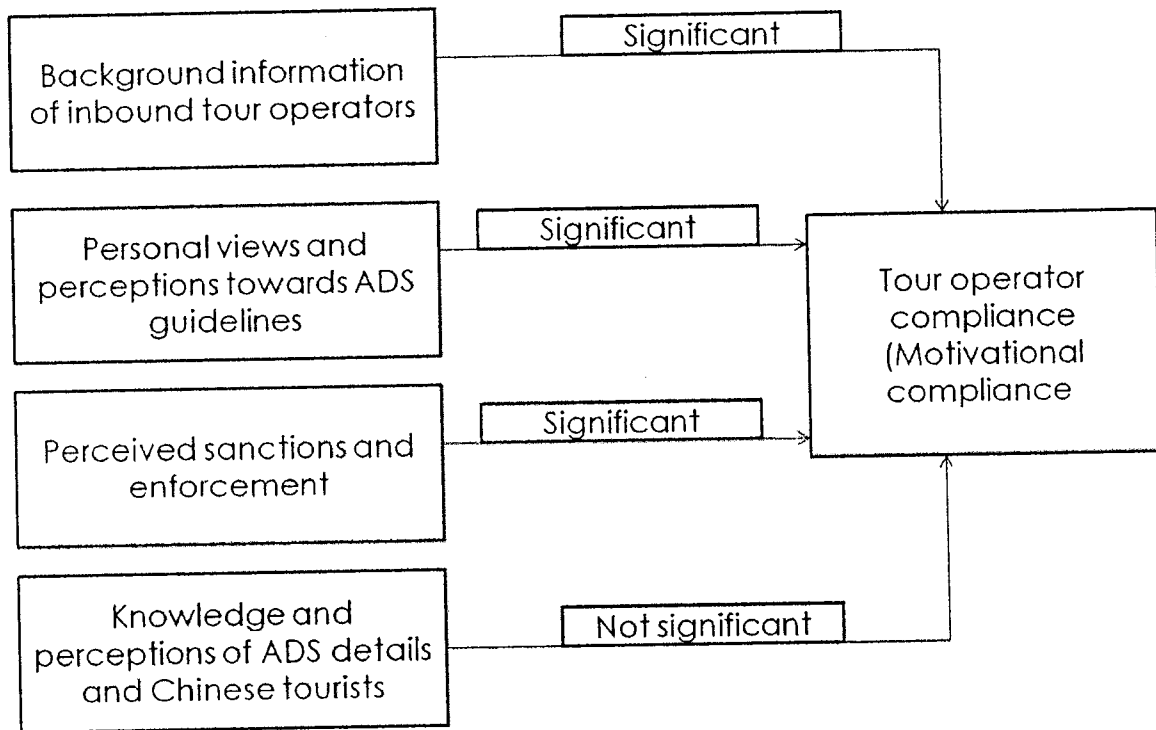 Significant
Background information
of inbound tour operators
Significant
Personal views and
perceptions towards ADS
guidelines
Tour operator
compliance
(Motivational
compliance
Significant
Perceived sanctions and
enforcement
Not significant
Knowledge and
perceptions of ADS details
and Chinese tourists